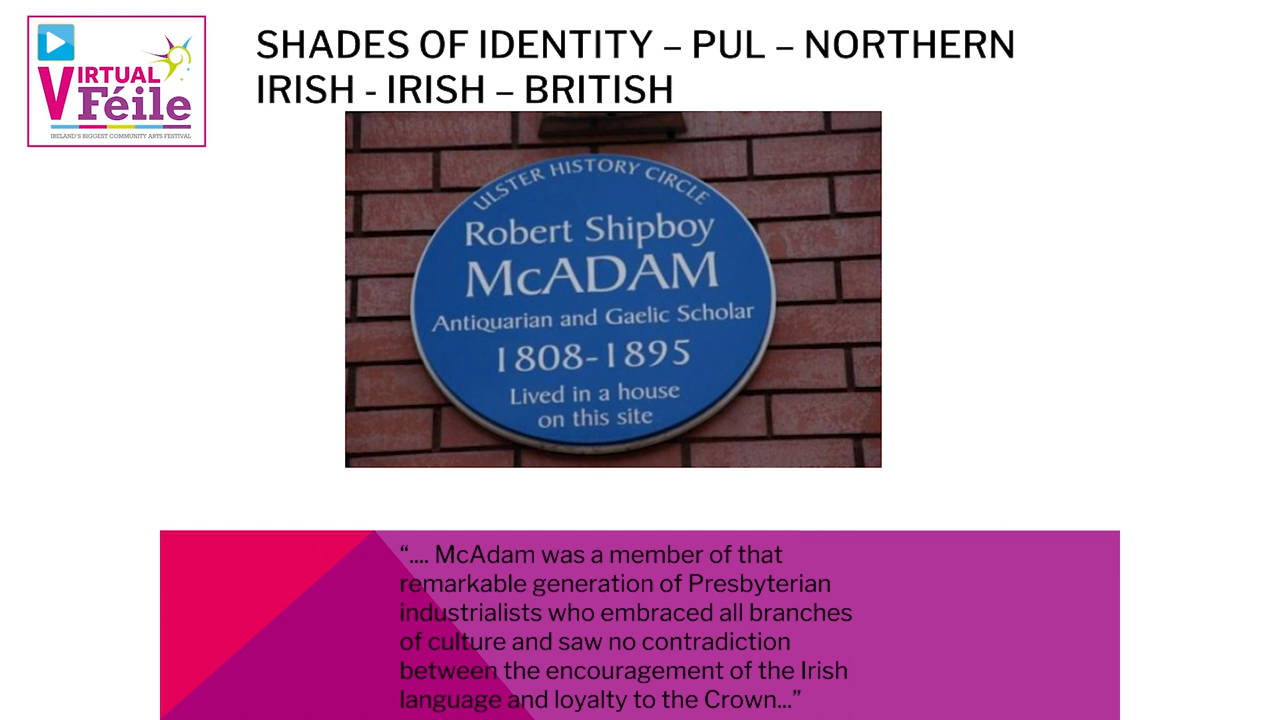 VIRTUAL
Féile
IRELAND'S BIGGEST COMMUNITY ARTS FESTIVAL
SHADES OF IDENTITY – PUL – NORTHERN
IRISH - IRISH – BRITISH
ULSTER HISTORY CIRCLE
Robert Shipboy
McADAM
Antiquarian and Gaelic Scholar
1808-1895
Lived in a house
on this site
“.... McAdam was a member of that
remarkable generation of Presbyterian
industrialists who embraced all branches
of culture and saw no contradiction
between the encouragement of the Irish
language and loyalty to the Crown...”